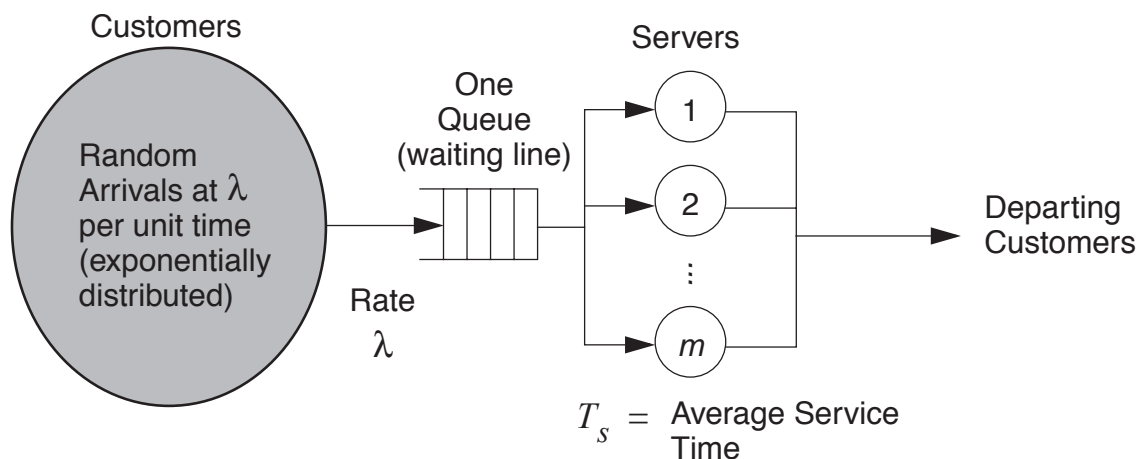 Customers
Random
Arrivals at λ
per unit time
(exponentially
distributed)
Rate
λ
One
Queue
(waiting line)
Servers
1
2
...
m
T_s = Average Service
Time
Departing
Customers